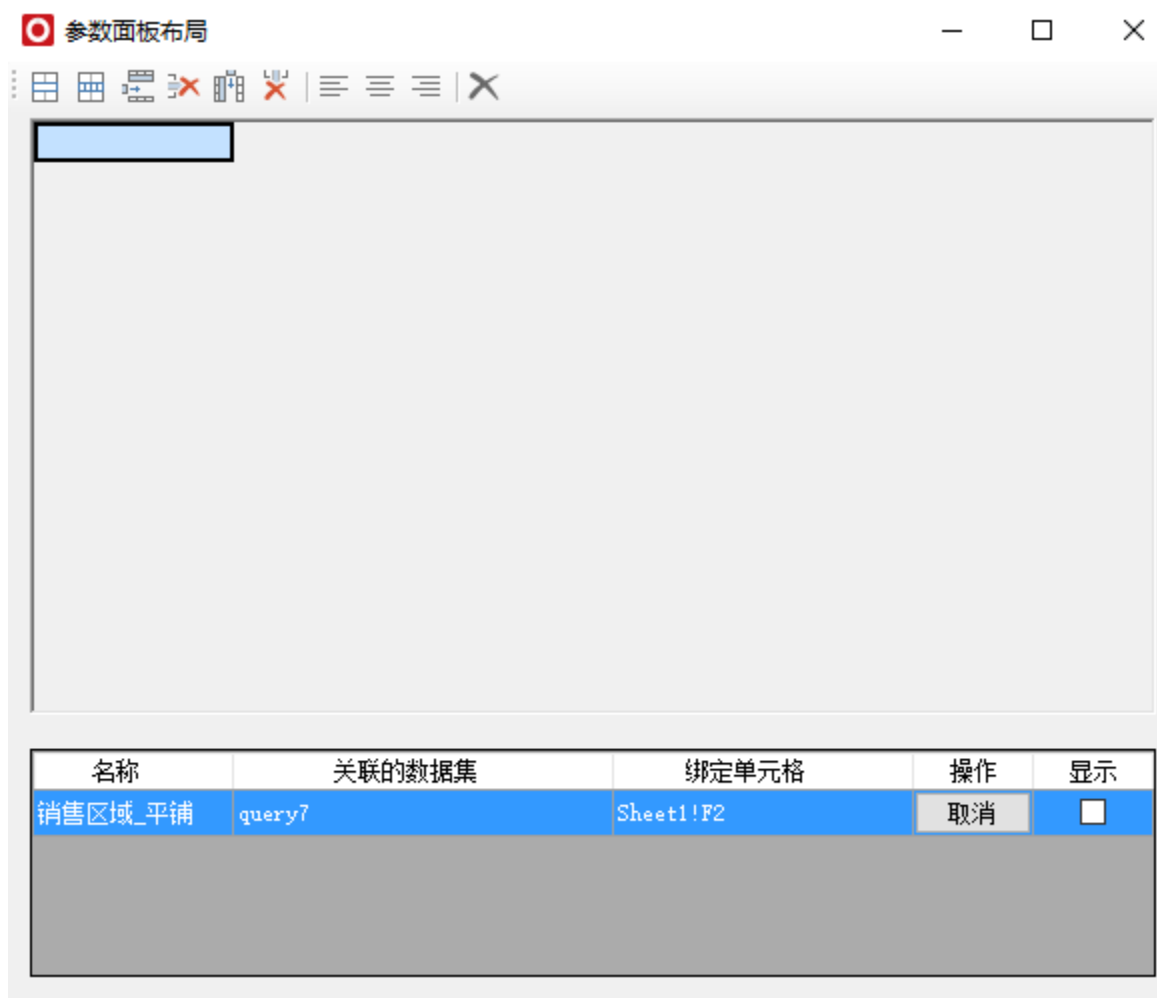 参数面板布局
名称 关联的数据集 绑定单元格 操作 显示
销售区域_平铺 query7 Sheet1!F2 取消